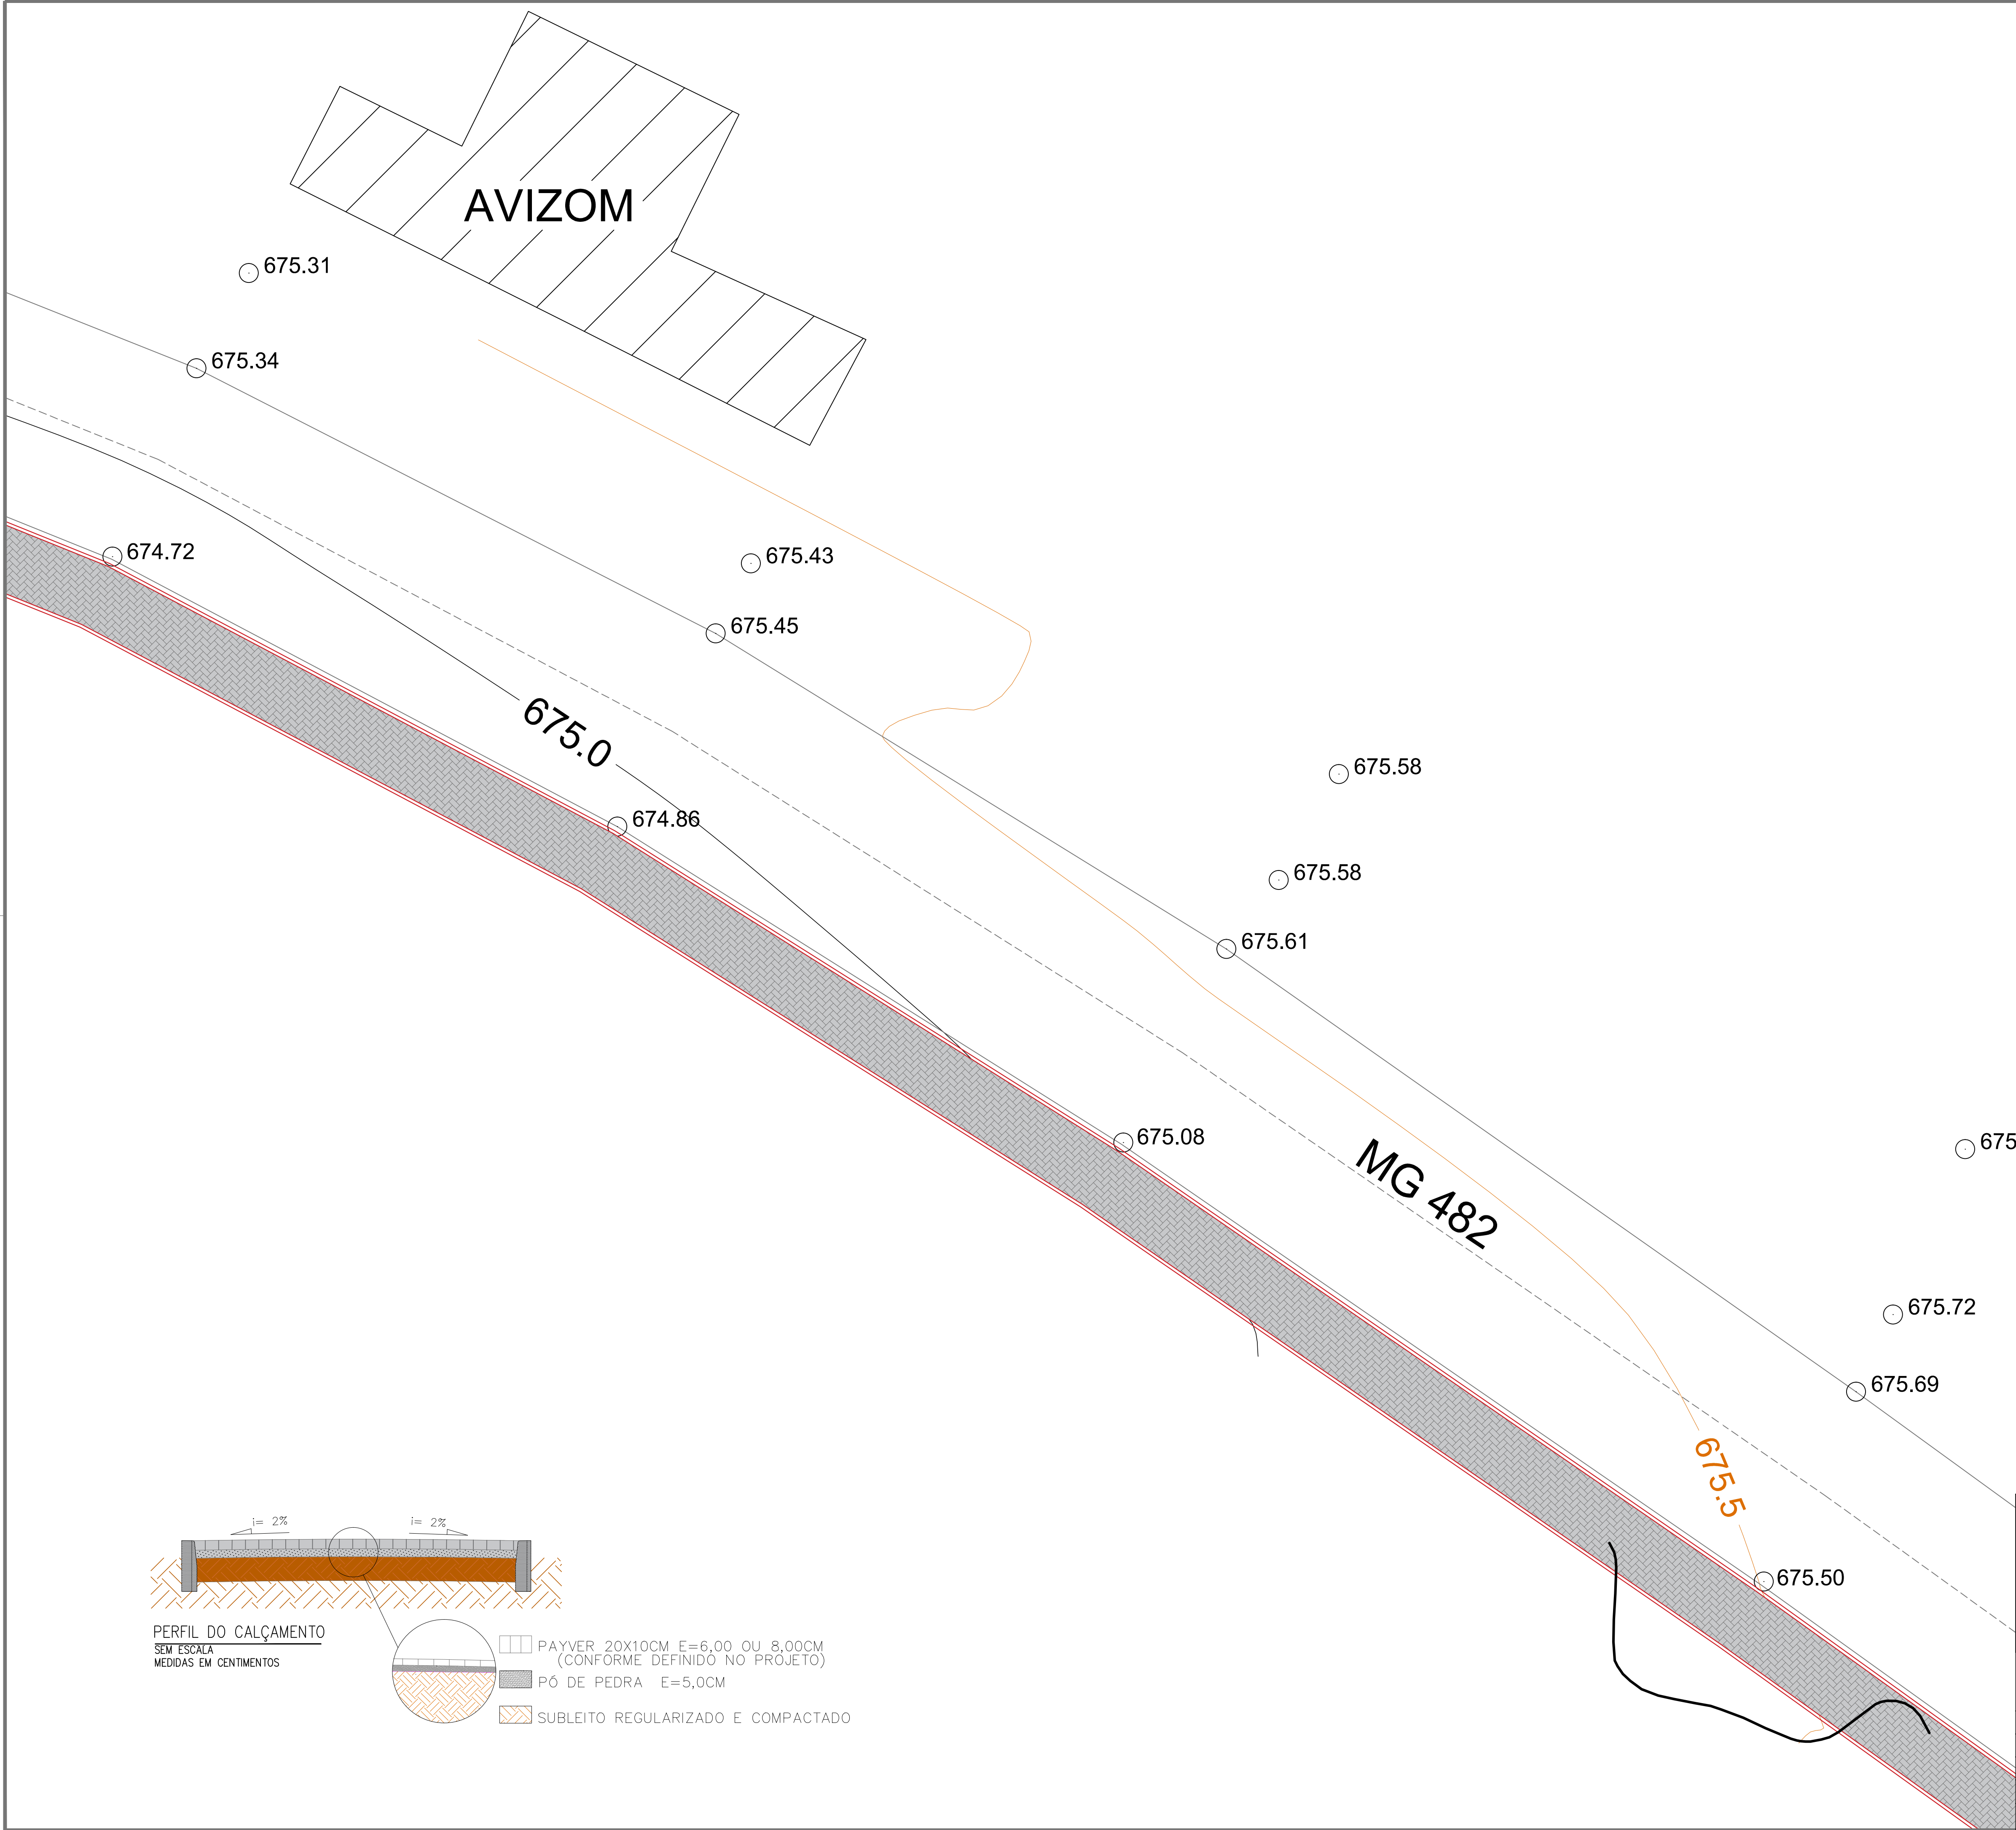 AVIZOM
675.31
675.34
674.72
675.43
675.45
675.0
675.58
674.86
675.58
675.61
675.08
675
MG 482
675.72
675.69
675.5
675.50
i= 2%
i= 2%
PERFIL DO CALÇAMENTO
SEM ESCALA
MEDIDAS EM CENTIMENTOS
PAYVER 20X10CM E=6,00 OU 8,00CM
(CONFORME DEFINIDO NO PROJETO)
PÓ DE PEDRA E=5,0CM
SUBLEITO REGULARIZADO E COMPACTADO